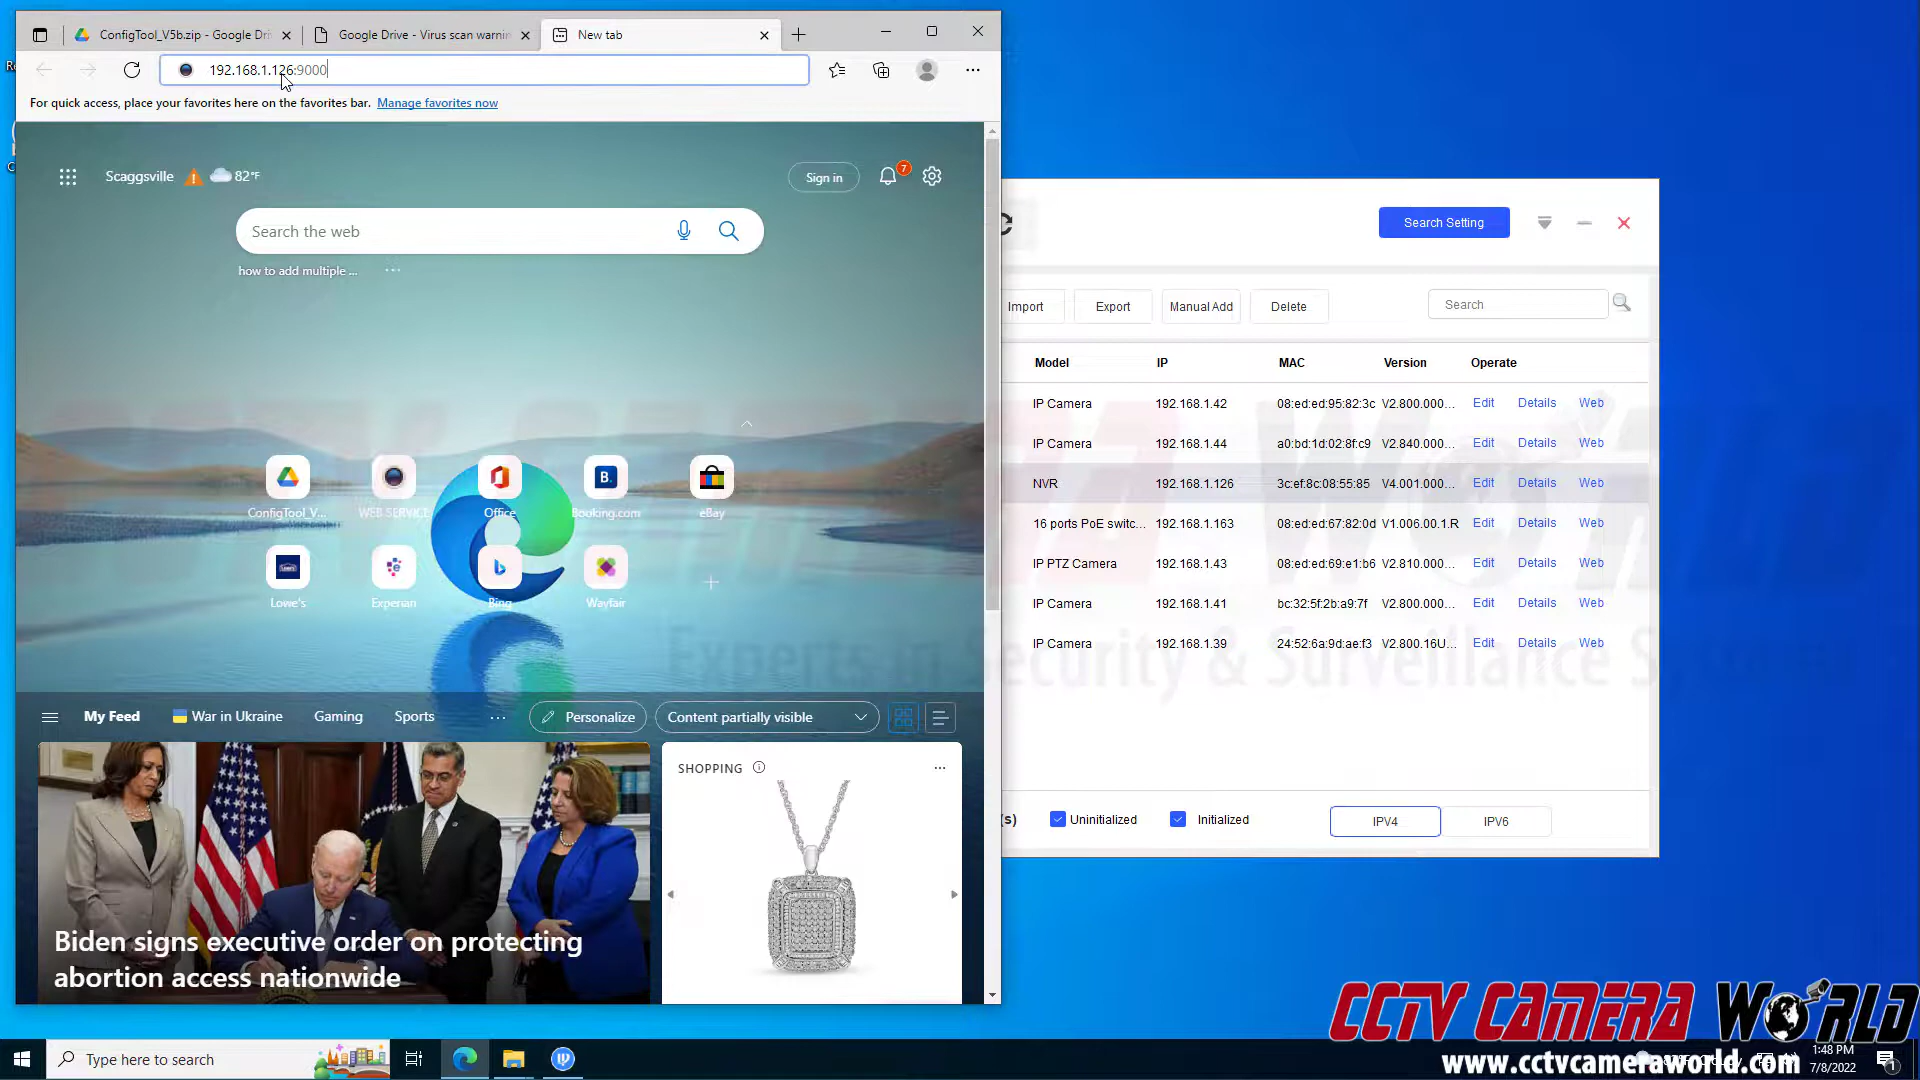 ConfigTool_V5b.zip - Google Dri
Google Drive - Virus scan warnin
New tab
192.168.1.126:9000
For quick access, place your favorites here on the favorites bar. Manage favorites now
Scaggsville
82°F
Sign in
7
Search the web
how to add multiple ...
ConfigTool_V...
WEB SERVICE
Office
Booking.com
eBay
Lowe's
Experian
Bing
Wayfair
My Feed
War in Ukraine
Gaming
Sports
Personalize
Content partially visible
SHOPPING
Biden signs executive order on protecting
abortion access nationwide
Search Setting
Import
Export
Manual Add
Delete
Search
Model IP MAC Version Operate
IP Camera 192.168.1.42 08:ed:ed:95:82:3c V2.800.000... Edit Details Web
IP Camera 192.168.1.44 a0:bd:1d:02:8f:c9 V2.840.000... Edit Details Web
NVR 192.168.1.126 3c:ef:8c:08:55:85 V4.001.000... Edit Details Web
16 ports PoE switc... 192.168.1.163 08:ed:ed:67:82:0d V1.006.00.1.R Edit Details Web
IP PTZ Camera 192.168.1.43 08:ed:ed:69:e1:b6 V2.810.000... Edit Details Web
IP Camera 192.168.1.41 bc:32:5f:2b:a9:7f V2.800.000... Edit Details Web
IP Camera 192.168.1.39 24:52:6a:9d:ae:f3 V2.800.16U... Edit Details Web
Experts in Security & Surveillance S
(s)
Uninitialized
Initialized
IPV4
IPV6
CCTV CAMERA WORLD
www.cctvcameraworld.com
Type here to search
1:48 PM
7/8/2022
1